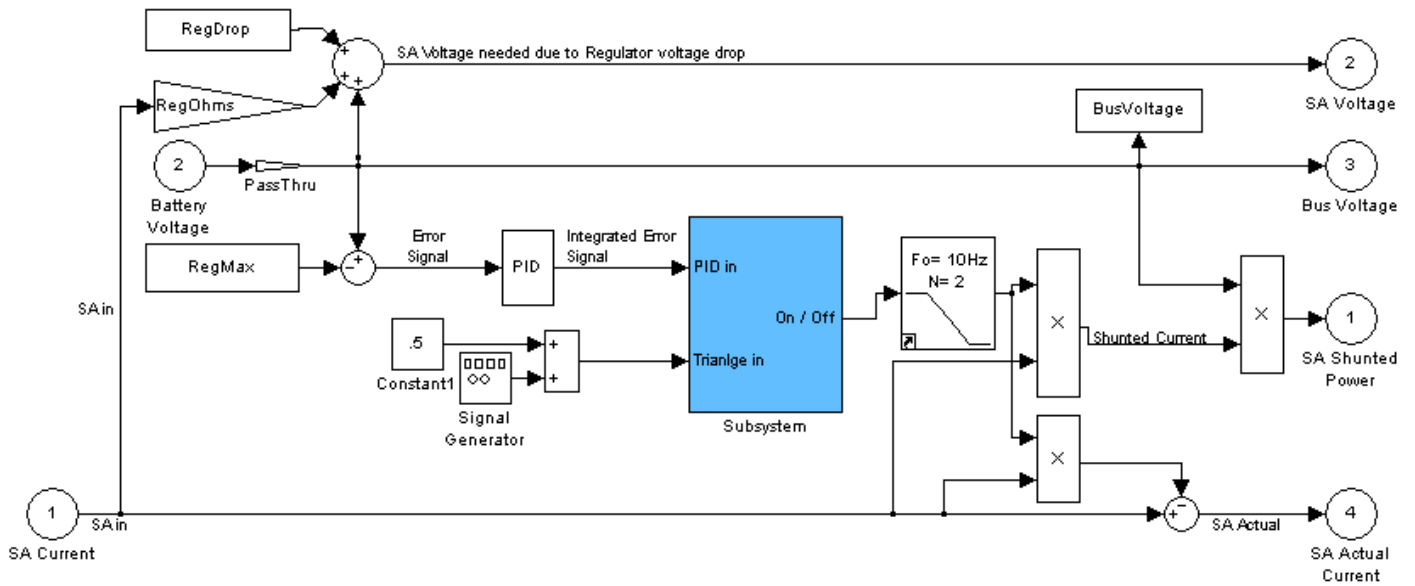 RegDrop
+
SA Voltage needed due to Regulator voltage drop
2
SA Voltage
+
+
RegOhms
BusVoltage
2
PassThru
Battery
Voltage
3
Bus Voltage
RegMax
+
−
Error
Signal
PID
Integrated Error
Signal
PID in
On / Off
Trianlge in
Subsystem
Fo= 10Hz
N= 2
×
Shunted Current
×
1
SA Shunted
Power
SA in
.5
Constant1
+
+
Signal
Generator
×
1
SA Current
SA in
+
−
SA Actual
4
SA Actual
Current